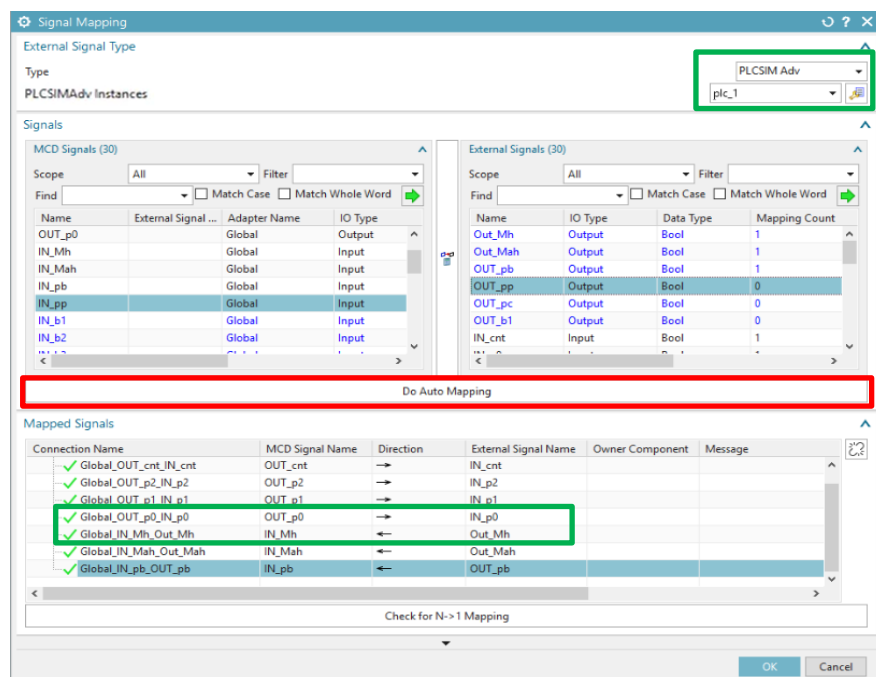 Signal Mapping
External Signal Type
Type PLCSIM Adv
PLCSIMAdv Instances plc_1
Signals
MCD Signals (30)
Scope All Filter
Find Match Case Match Whole Word
Name External Signal ... Adapter Name IO Type
OUT_p0 Global Output
IN_Mh Global Input
IN_Mah Global Input
IN_pb Global Input
IN_pp Global Input
IN_b1 Global Input
IN_b2 Global Input
External Signals (30)
Scope All Filter
Find Match Case Match Whole Word
Name IO Type Data Type Mapping Count
Out_Mh Output Bool 1
Out_Mah Output Bool 1
OUT_pb Output Bool 1
OUT_pp Output Bool 0
OUT_pc Output Bool 0
OUT_b1 Output Bool 0
IN_cnt Input Bool 1
Do Auto Mapping
Mapped Signals
Connection Name MCD Signal Name Direction External Signal Name Owner Component Message
Global_OUT_cnt_IN_cnt OUT_cnt → IN_cnt
Global_OUT_p2_IN_p2 OUT_p2 → IN_p2
Global_OUT_p1_IN_p1 OUT_p1 → IN_p1
Global_OUT_p0_IN_p0 OUT_p0 → IN_p0
Global_IN_Mh_Out_Mh IN_Mh ← Out_Mh
Global_IN_Mah_Out_Mah IN_Mah ← Out_Mah
Global_IN_pb_OUT_pb IN_pb ← OUT_pb
Check for N->1 Mapping
OK Cancel